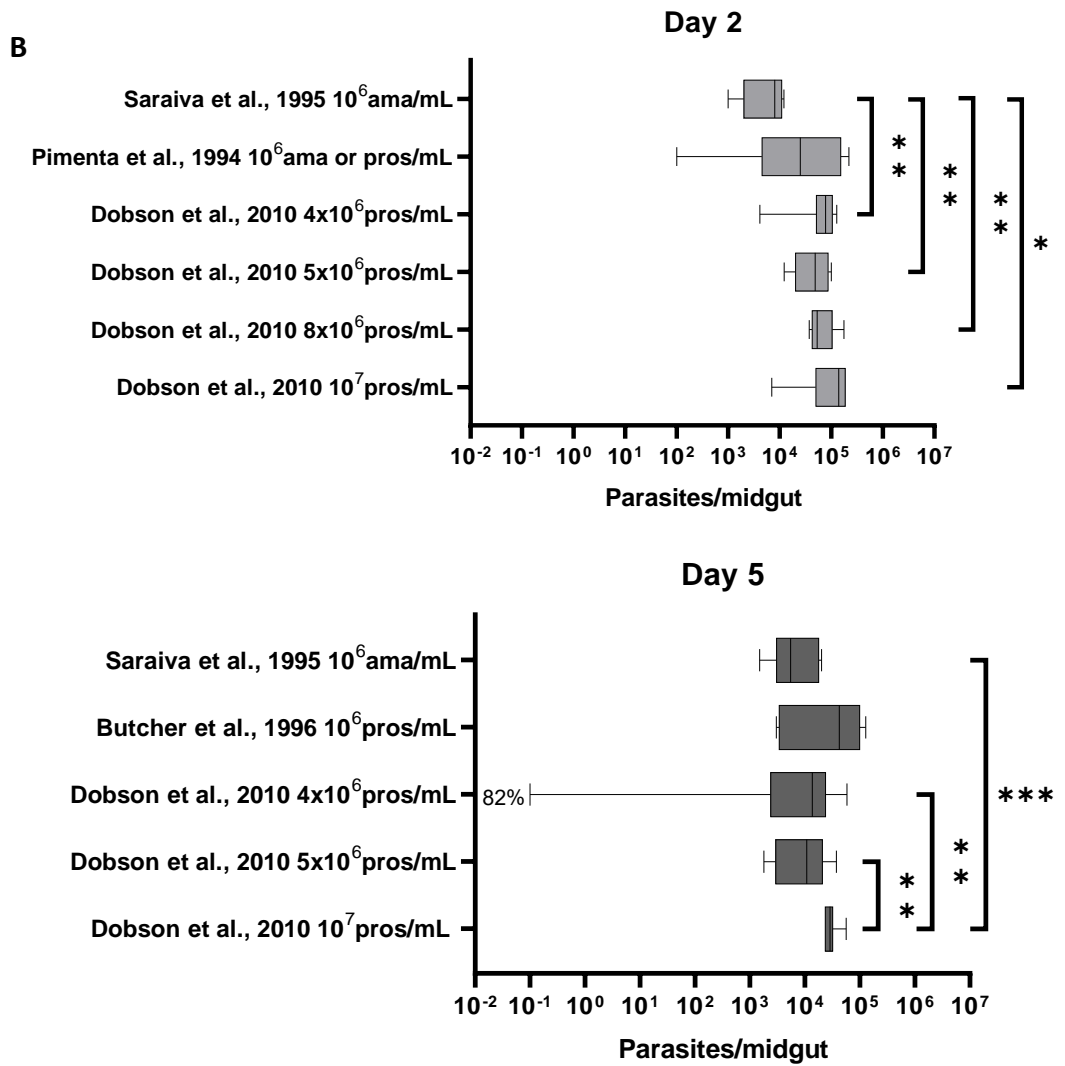 B
Day 2
Saraiva et al., 1995 10⁶ama/mL
Pimenta et al., 1994 10⁶ama or pros/mL
Dobson et al., 2010 4x10⁶pros/mL
Dobson et al., 2010 5x10⁶pros/mL
Dobson et al., 2010 8x10⁶pros/mL
Dobson et al., 2010 10⁷pros/mL
**
**
**
*
10⁻² 10⁻¹ 10⁰ 10¹ 10² 10³ 10⁴ 10⁵ 10⁶ 10⁷
Parasites/midgut
Day 5
Saraiva et al., 1995 10⁶ama/mL
Butcher et al., 1996 10⁶pros/mL
Dobson et al., 2010 4x10⁶pros/mL
82%
Dobson et al., 2010 5x10⁶pros/mL
Dobson et al., 2010 10⁷pros/mL
**
**
***
10⁻² 10⁻¹ 10⁰ 10¹ 10² 10³ 10⁴ 10⁵ 10⁶ 10⁷
Parasites/midgut